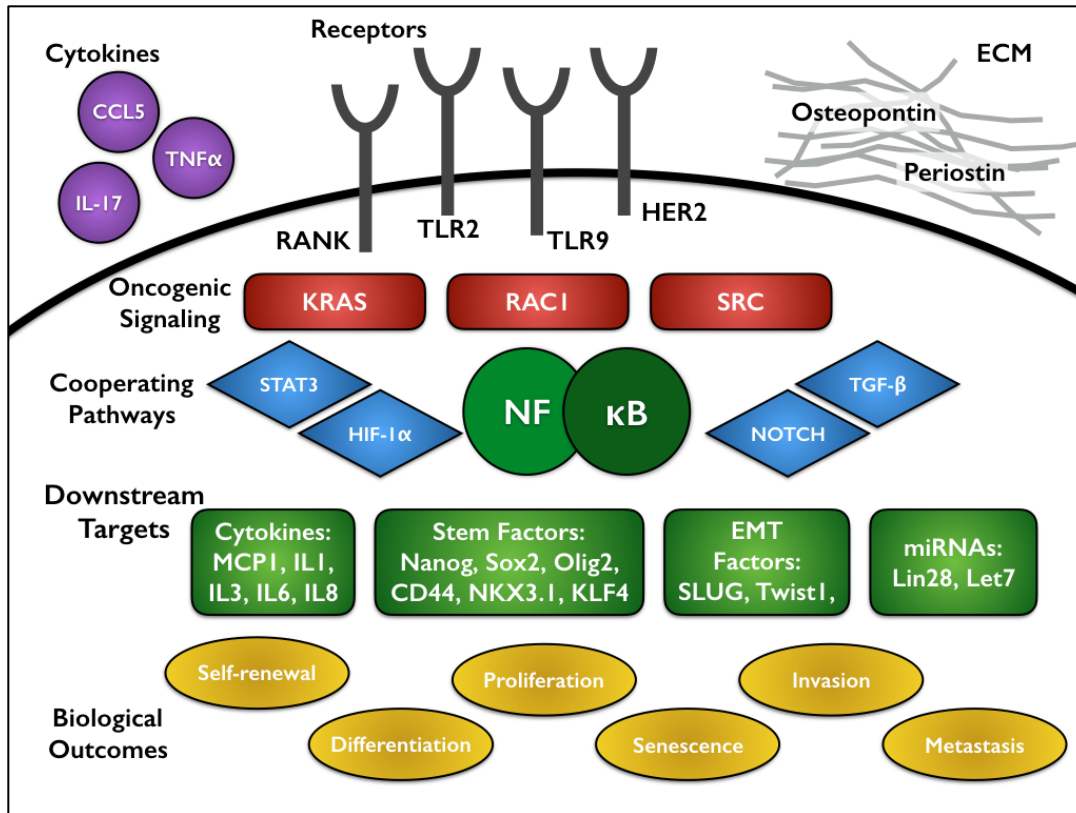 Cytokines
CCL5
TNFα
IL-17
Receptors
RANK
TLR2
TLR9
HER2
ECM
Osteopontin
Periostin
Oncogenic
Signaling
KRAS
RAC1
SRC
Cooperating
Pathways
STAT3
HIF-1α
NF
κB
NOTCH
TGF-β
Downstream
Targets
Cytokines:
MCP1, IL1,
IL3, IL6, IL8
Stem Factors:
Nanog, Sox2, Olig2,
CD44, NKX3.1, KLF4
EMT
Factors:
SLUG, Twist1,
miRNAs:
Lin28, Let7
Biological
Outcomes
Self-renewal
Differentiation
Proliferation
Senescence
Invasion
Metastasis